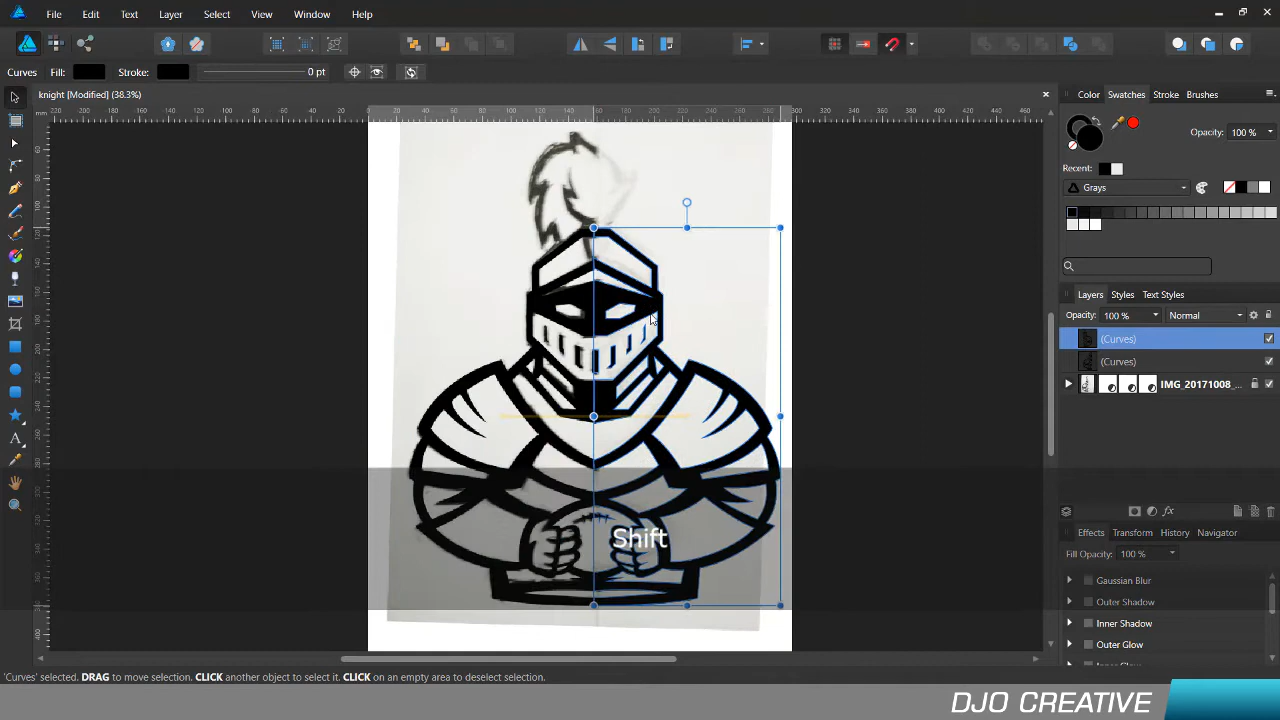 File Edit Text Layer Select View Window Help
Curves Fill: Stroke: 0 pt
knight [Modified] (38.3%)
Color Swatches Stroke Brushes
Opacity: 100 %
Recent:
Grays
Layers Styles Text Styles
Opacity: 100 % Normal
(Curves)
(Curves)
IMG_20171008_...
Shift
Effects Transform History Navigator
Fill Opacity: 100 %
Gaussian Blur
Outer Shadow
Inner Shadow
Outer Glow
'Curves' selected. DRAG to move selection. CLICK another object to select it. CLICK on an empty area to deselect selection.
DJO CREATIVE